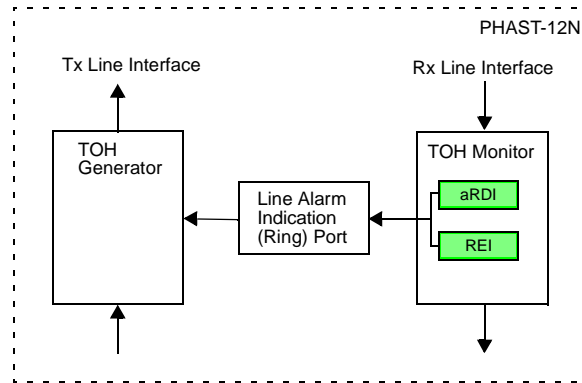 PHAST-12N
Tx Line Interface
Rx Line Interface
TOH
Generator
TOH Monitor
Line Alarm
Indication
(Ring) Port
aRDI
REI